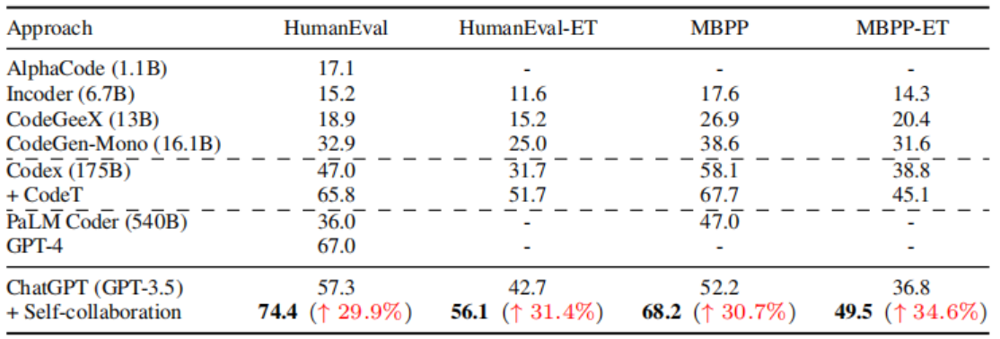 Approach HumanEval HumanEval-ET MBPP MBPP-ET
AlphaCode (1.1B) 17.1 - - -
Incoder (6.7B) 15.2 11.6 17.6 14.3
CodeGeeX (13B) 18.9 15.2 26.9 20.4
CodeGen-Mono (16.1B) 32.9 25.0 38.6 31.6
Codex (175B) 47.0 31.7 58.1 38.8
+ CodeT 65.8 51.7 67.7 45.1
PaLM Coder (540B) 36.0 - 47.0 -
GPT-4 67.0 - - -
ChatGPT (GPT-3.5) 57.3 42.7 52.2 36.8
+ Self-collaboration 74.4 (↑ 29.9%) 56.1 (↑ 31.4%) 68.2 (↑ 30.7%) 49.5 (↑ 34.6%)